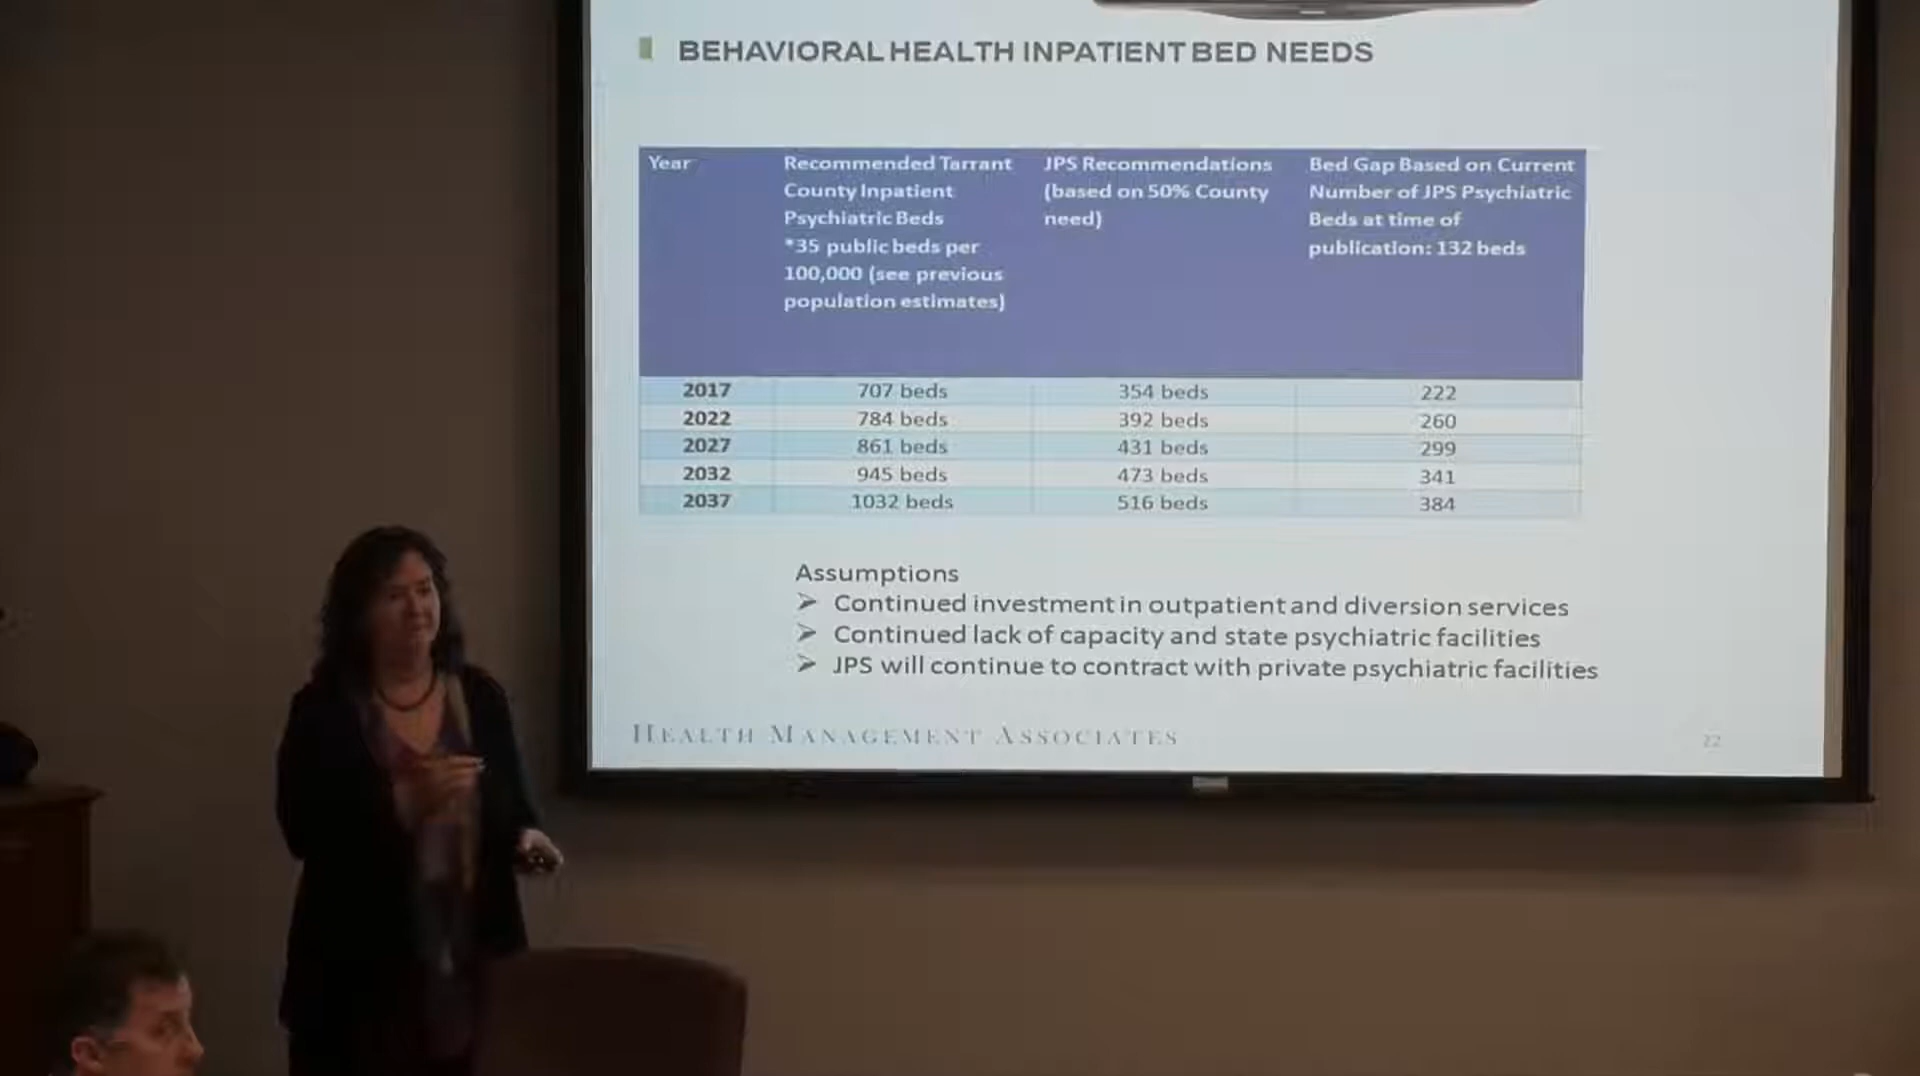 BEHAVIORAL HEALTH INPATIENT BED NEEDS
Year
Recommended Tarrant
County Inpatient
Psychiatric Beds
*35 public beds per
100,000 (see previous
population estimates)
JPS Recommendations
(based on 50% County
need)
Bed Gap Based on Current
Number of JPS Psychiatric
Beds at time of
publication: 132 beds
2017 707 beds 354 beds 222
2022 784 beds 392 beds 260
2027 861 beds 431 beds 299
2032 945 beds 473 beds 341
2037 1032 beds 516 beds 384
Assumptions
➢ Continued investment in outpatient and diversion services
➢ Continued lack of capacity and state psychiatric facilities
➢ JPS will continue to contract with private psychiatric facilities
HEALTH MANAGEMENT ASSOCIATES
22